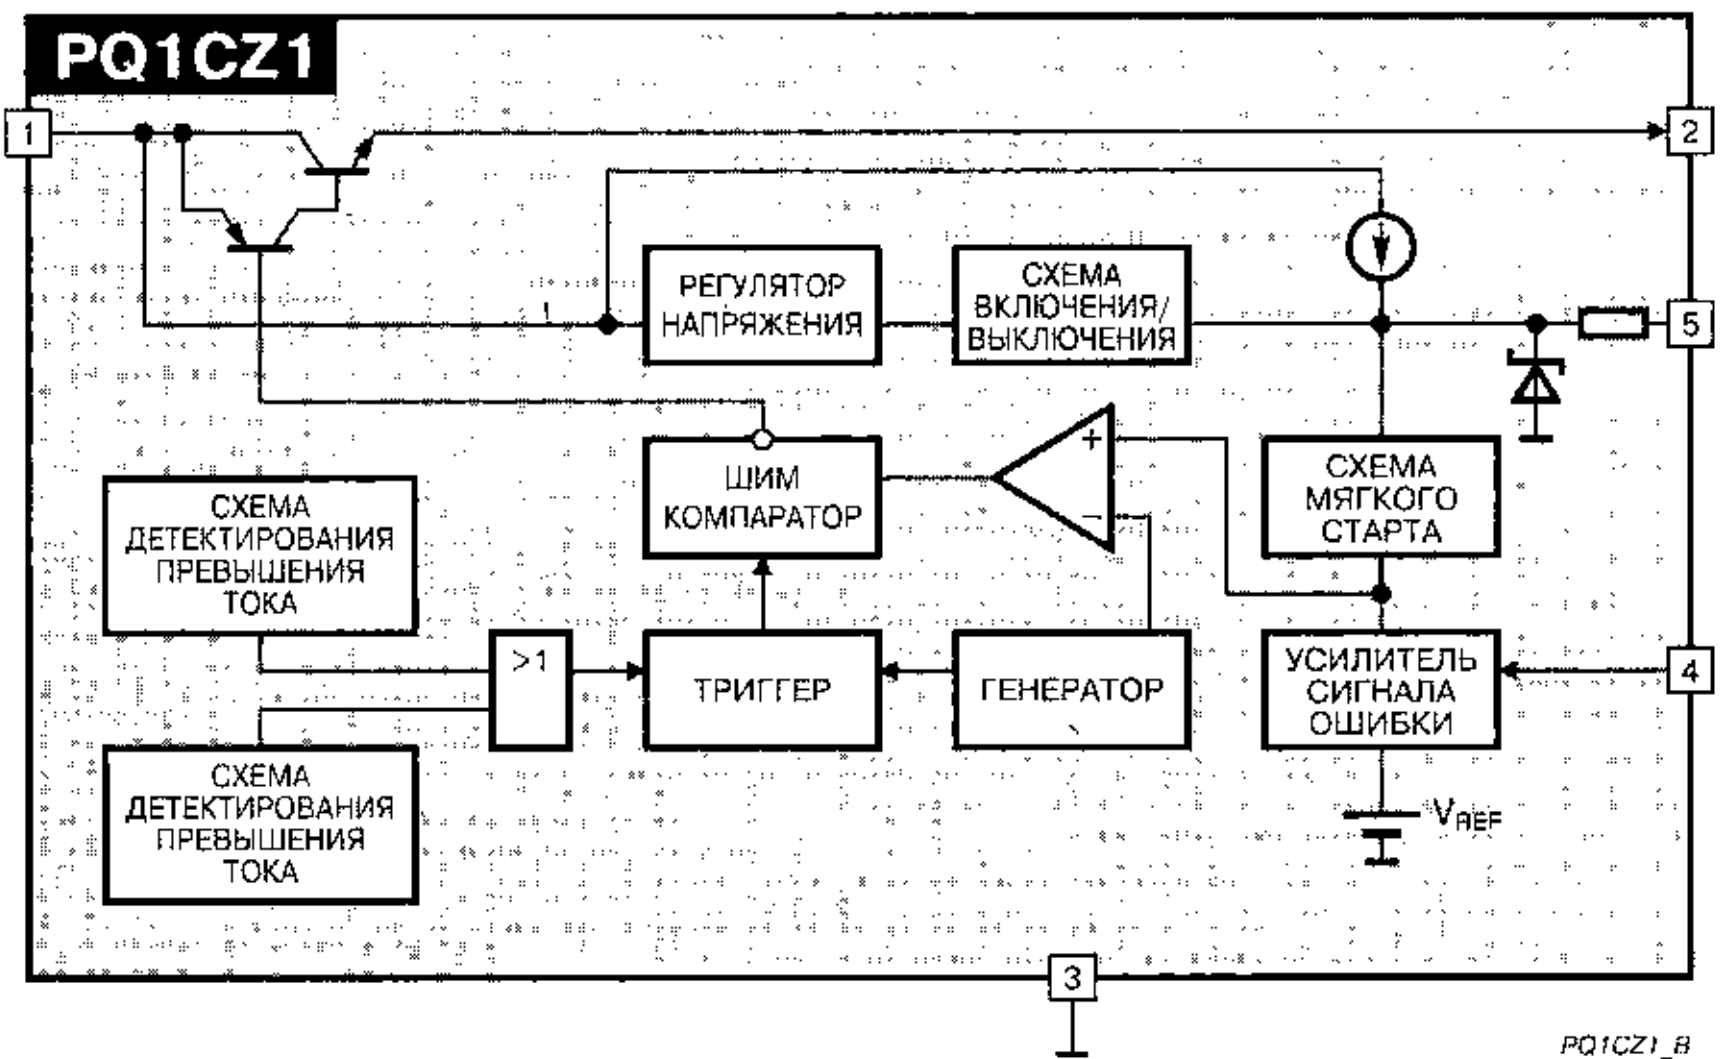 PQ1CZ1
1
2
РЕГУЛЯТОР
НАПРЯЖЕНИЯ
СХЕМА
ВКЛЮЧЕНИЯ/
ВЫКЛЮЧЕНИЯ
5
СХЕМА
ДЕТЕКТИРОВАНИЯ
ПРЕВЫШЕНИЯ
ТОКА
ШИМ
КОМПАРАТОР
+
−
СХЕМА
МЯГКОГО
СТАРТА
>1
ТРИГГЕР
ГЕНЕРАТОР
УСИЛИТЕЛЬ
СИГНАЛА
ОШИБКИ
4
СХЕМА
ДЕТЕКТИРОВАНИЯ
ПРЕВЫШЕНИЯ
ТОКА
VREF
3
PQ1CZ1_B